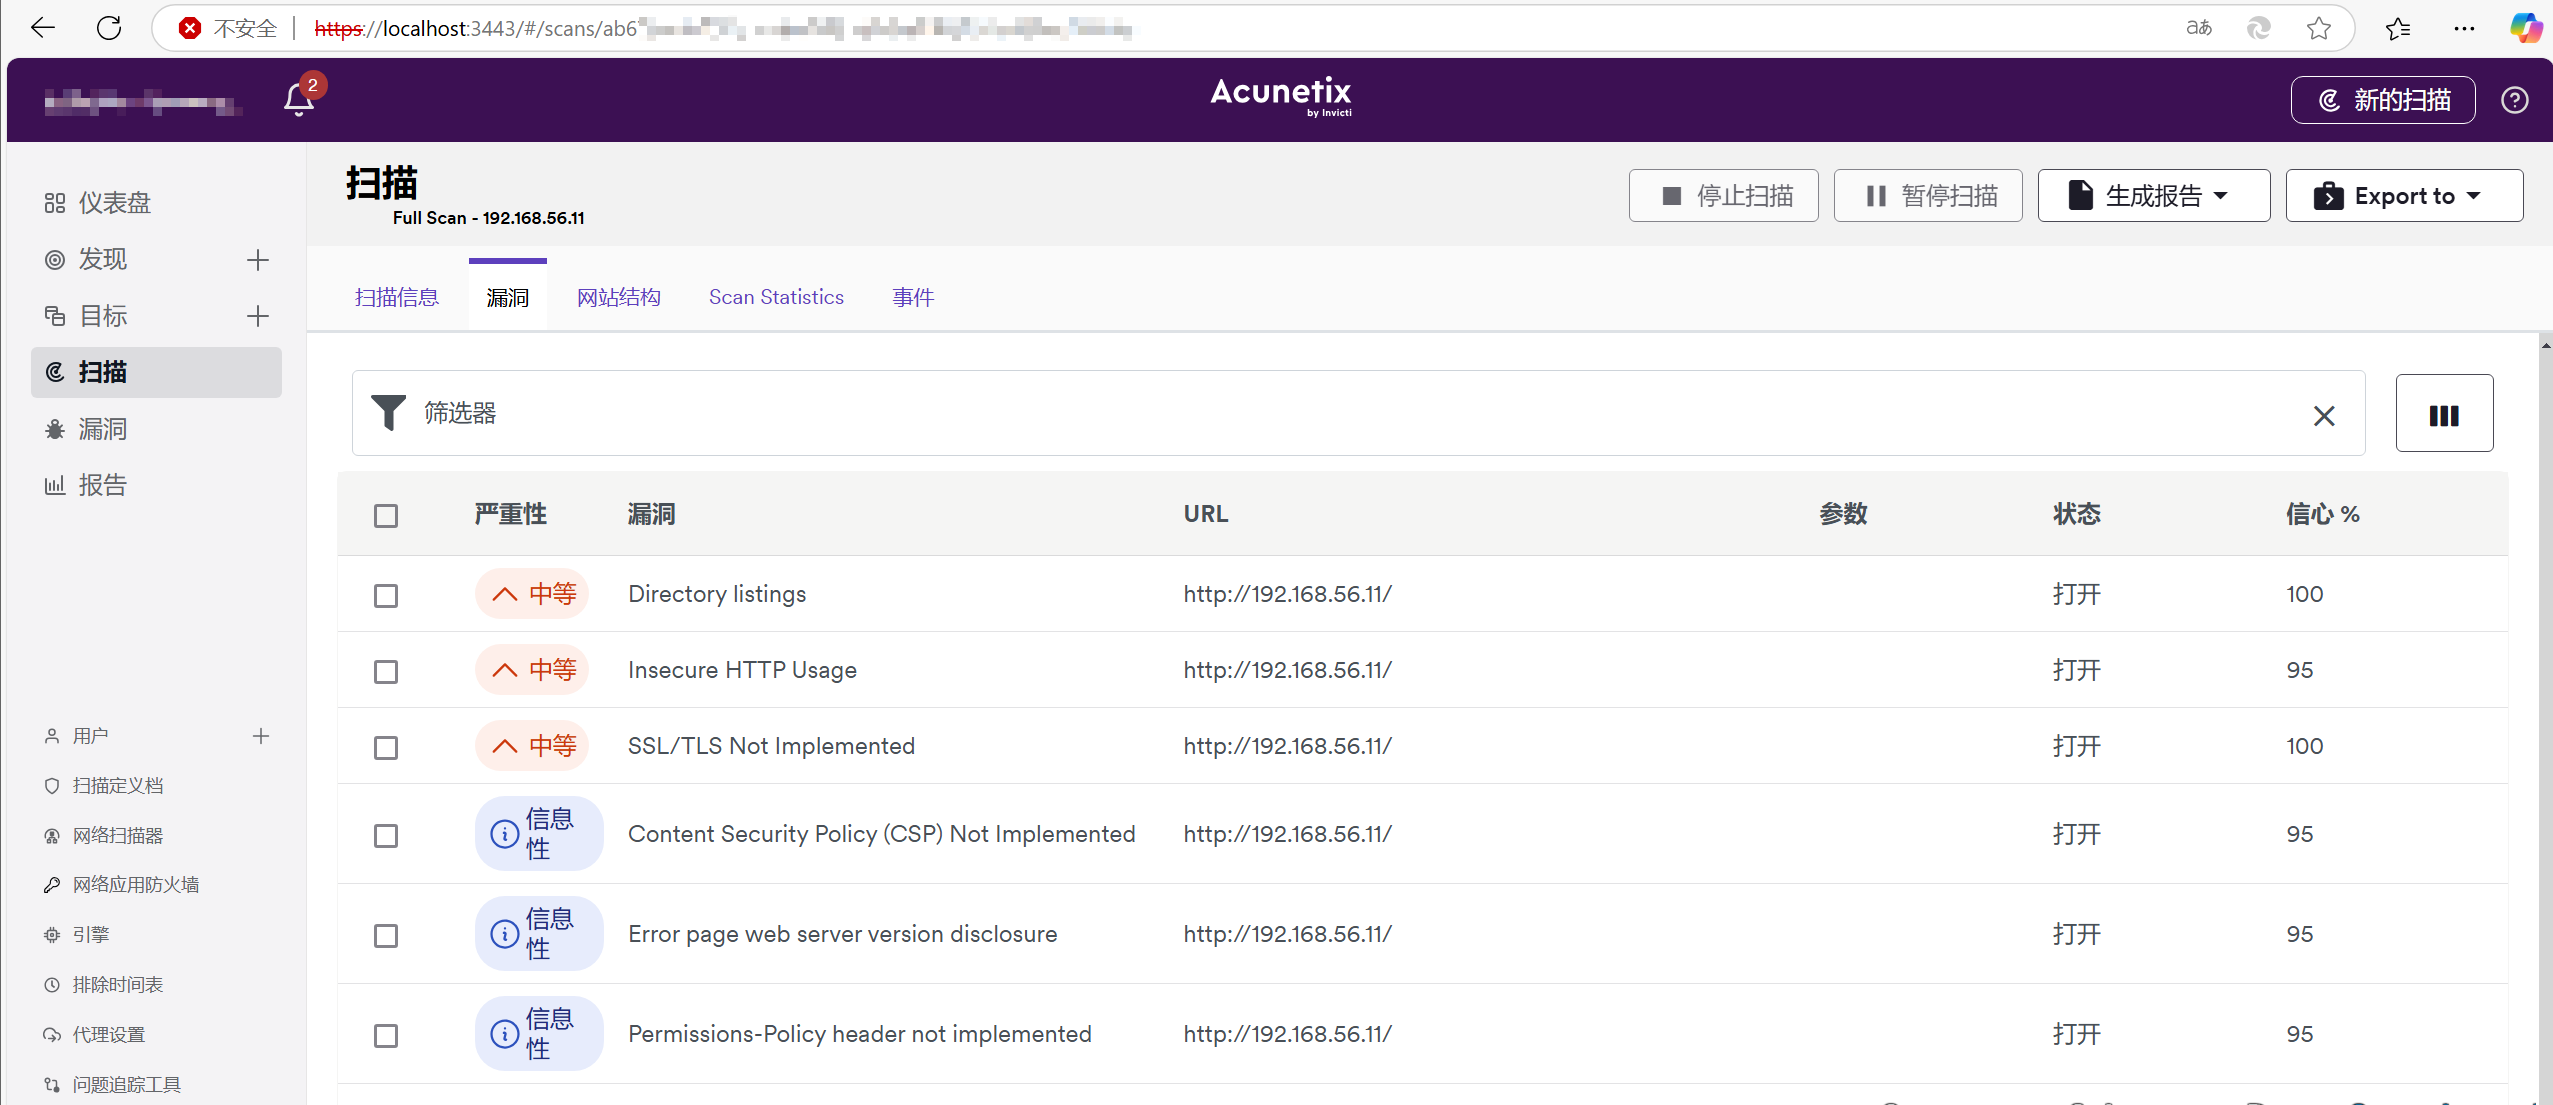 不安全 https://localhost:3443/#/scans/ab6
2
Acunetix
by Invicti
新的扫描
仪表盘
发现
目标
扫描
漏洞
报告
用户
扫描定义档
网络扫描器
网络应用防火墙
引擎
排除时间表
代理设置
问题追踪工具
扫描
Full Scan - 192.168.56.11
停止扫描 暂停扫描 生成报告 Export to
扫描信息 漏洞 网站结构 Scan Statistics 事件
筛选器
严重性 漏洞 URL 参数 状态 信心 %
中等 Directory listings http://192.168.56.11/ 打开 100
中等 Insecure HTTP Usage http://192.168.56.11/ 打开 95
中等 SSL/TLS Not Implemented http://192.168.56.11/ 打开 100
信息性 Content Security Policy (CSP) Not Implemented http://192.168.56.11/ 打开 95
信息性 Error page web server version disclosure http://192.168.56.11/ 打开 95
信息性 Permissions-Policy header not implemented http://192.168.56.11/ 打开 95